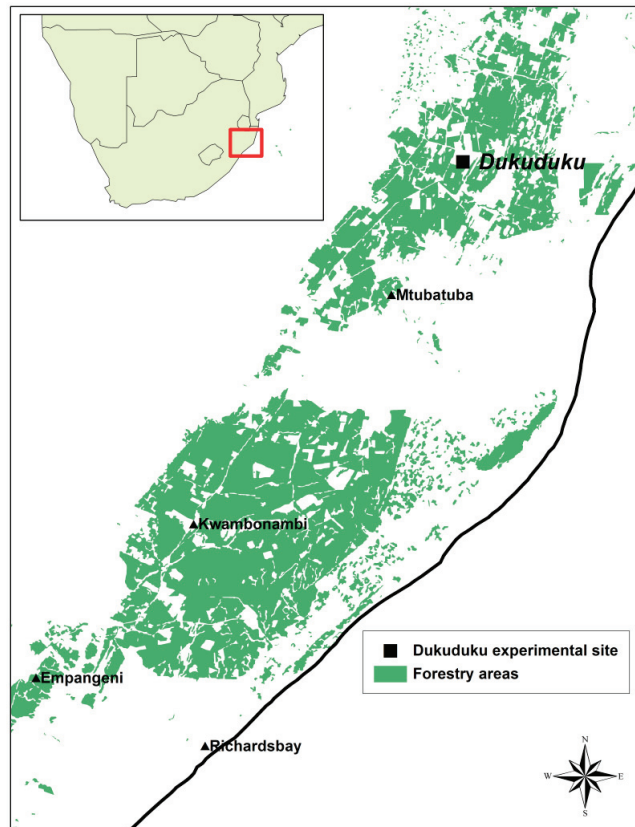 Dukuduku
Mtubatuba
Kwambonambi
Empangeni
Richardsbay
Dukuduku experimental site
Forestry areas
N
W E
S